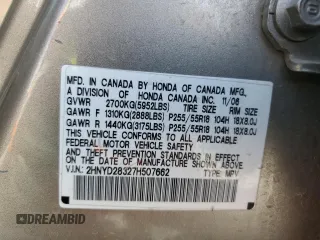 MFD. IN CANADA BY HONDA OF CANADA MFG.,
A DIVISION OF HONDA CANADA INC. 11/06
GVWR 2700KG(5952LBS) TIRE SIZE RIM SIZE
GAWR F 1310KG(2888LBS) P255/55R18 104H 18X8.0J
GAWR R 1440KG(3175LBS) P255/55R18 104H 18X8.0J
THIS VEHICLE CONFORMS TO ALL APPLICABLE
FEDERAL MOTOR VEHICLE SAFETY STANDARDS
IN EFFECT ON THE DATE OF MANUFACTURE SHOWN ABOVE.
V.I.N.: 2HNYD28327H507662 TYPE: MPV
DREAMBID